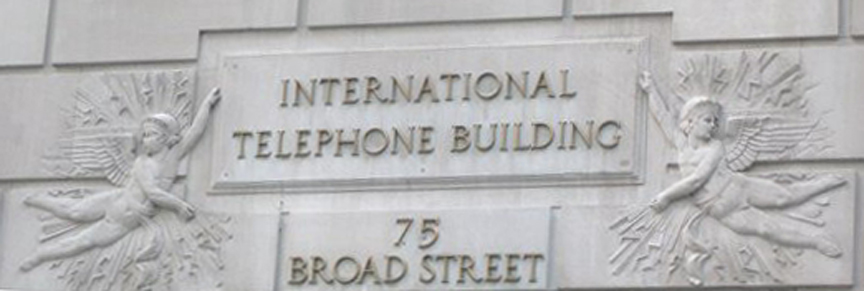 INTERNATIONAL
TELEPHONE BUILDING
75
BROAD STREET